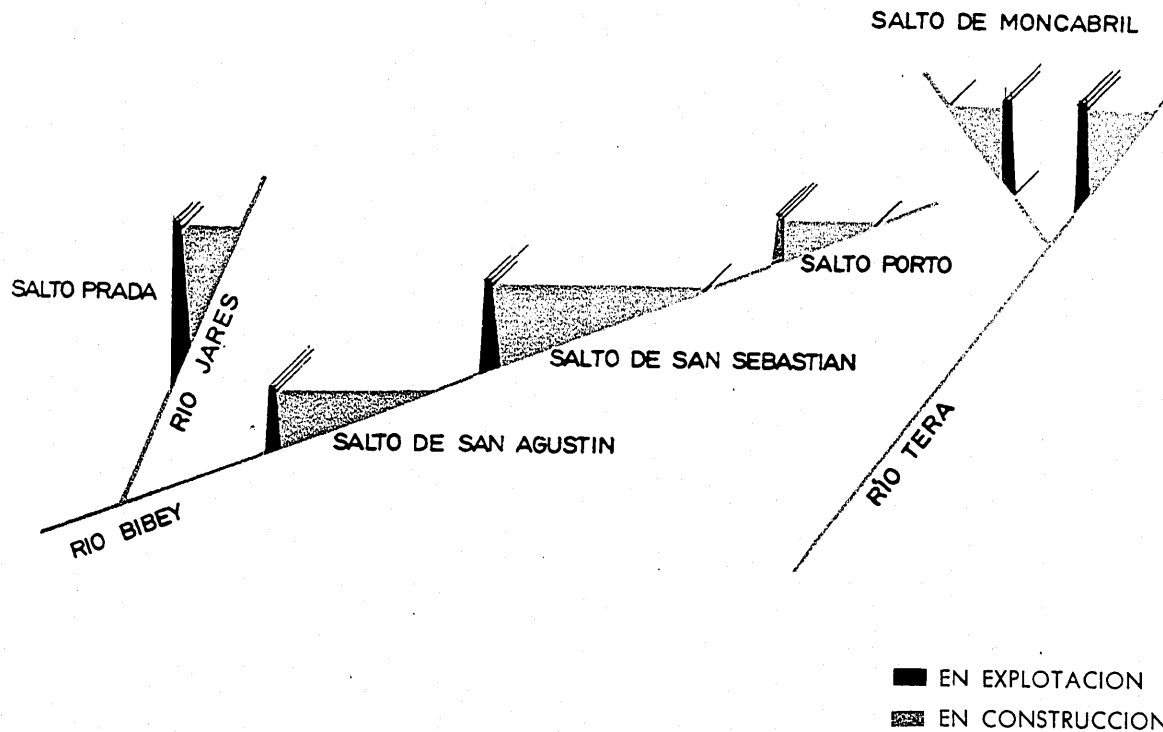 SALTO DE MONCABRIL
SALTO PORTO
SALTO PRADA
RIO JARES
SALTO DE SAN SEBASTIAN
SALTO DE SAN AGUSTIN
RÍO TERA
RIO BIBEY
EN EXPLOTACION
EN CONSTRUCCION